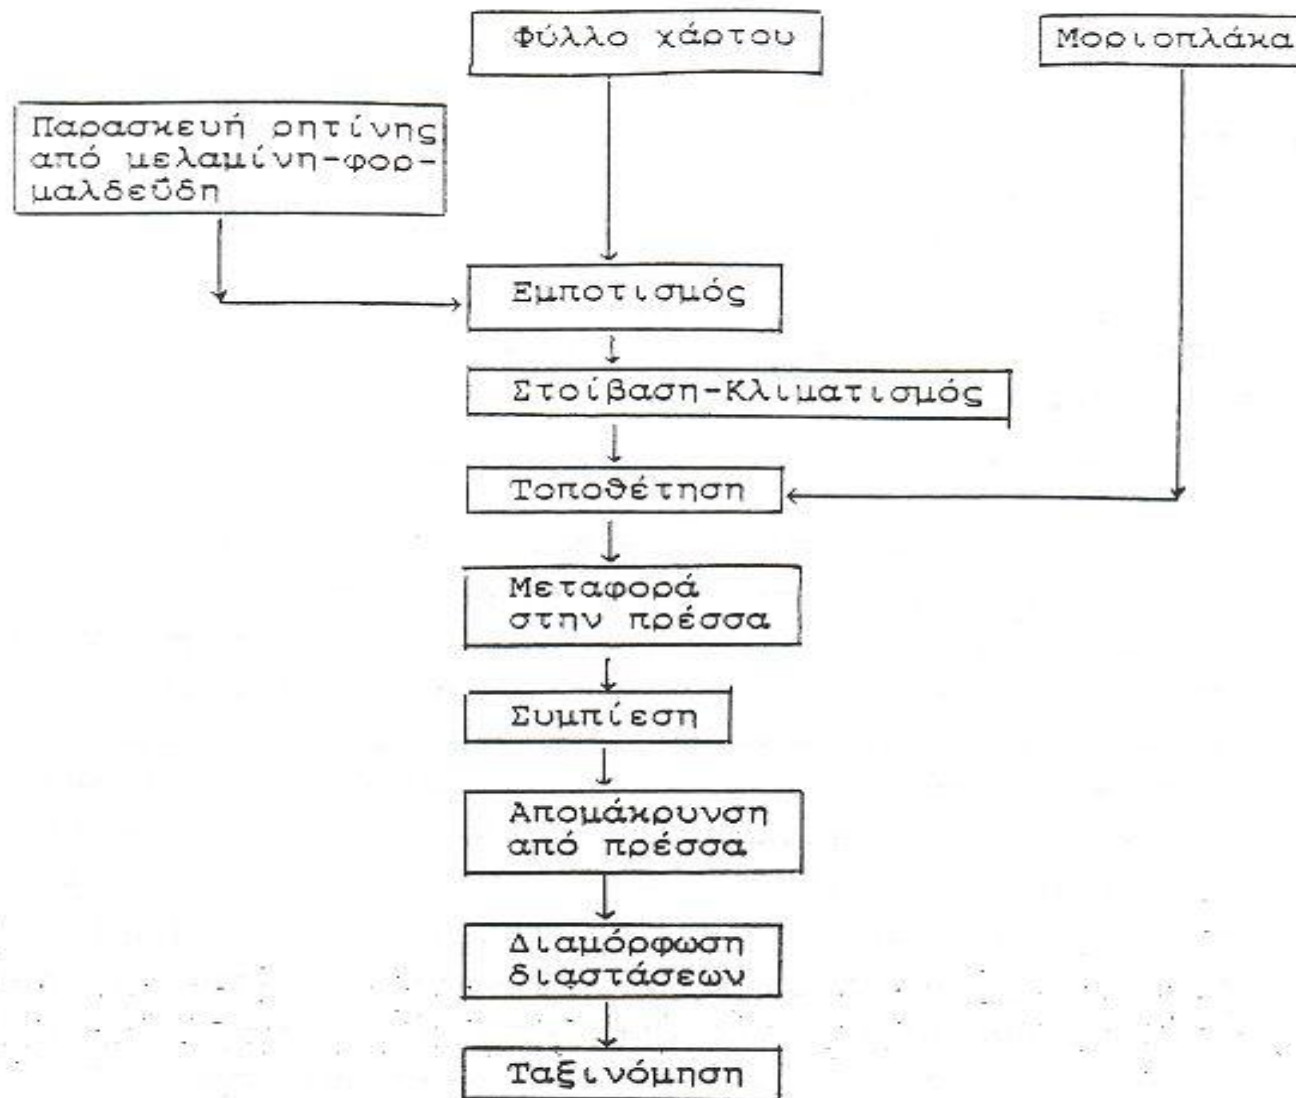 Φύλλο χάρτου
Μοριοπλάκα
Παρασκευή ρητίνης
από μελαμίνη-φορ-
μαλδεΰδη
Εμποτισμός
Στοίβαση-Κλιματισμός
Τοποθέτηση
Μεταφορά
στην πρέσσα
Συμπίεση
Απομάκρυνση
από πρέσσα
Διαμόρφωση
διαστάσεων
Ταξινόμηση